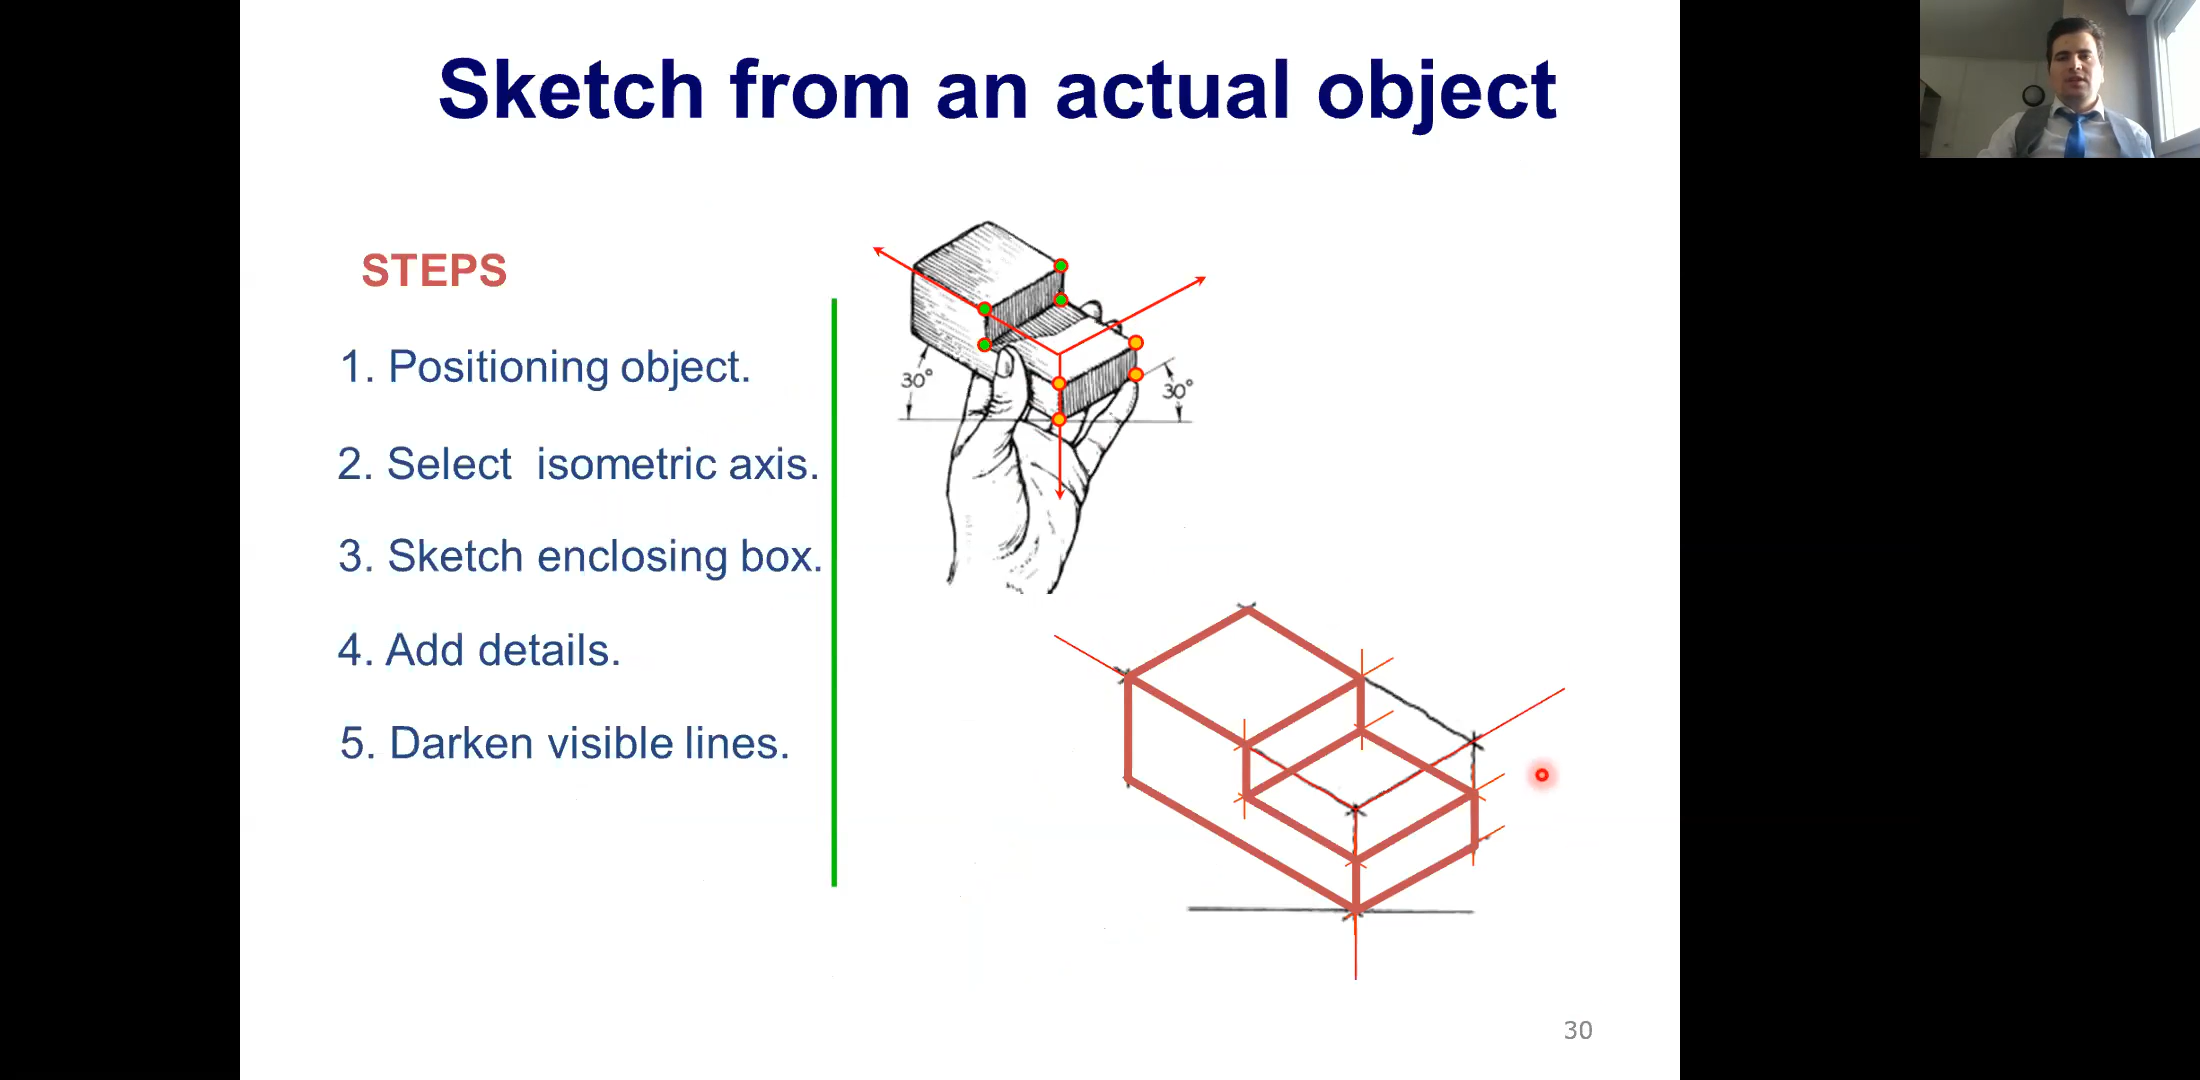 Sketch from an actual object
STEPS
1. Positioning object.
2. Select isometric axis.
3. Sketch enclosing box.
4. Add details.
5. Darken visible lines.
30°
30°
30